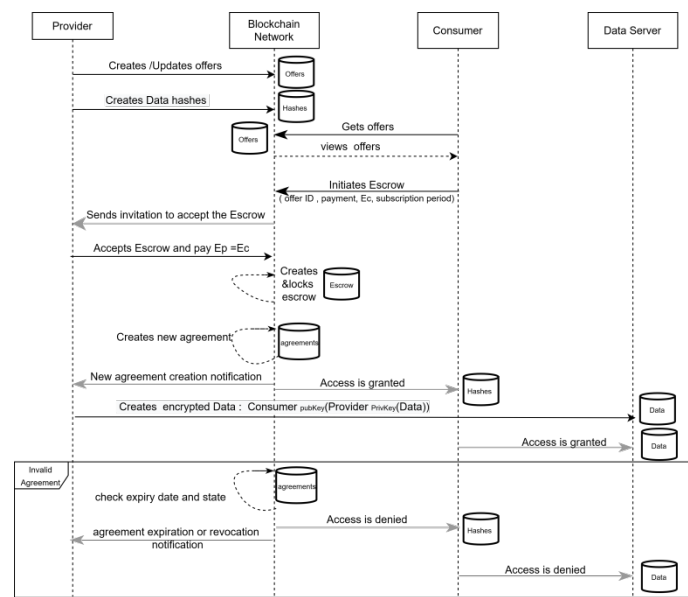 Provider
Blockchain
Network
Consumer
Data Server
Creates /Updates offers
Offers
Creates Data hashes
Hashes
Gets offers
Offers
views offers
Initiates Escrow
( offer ID , payment, Ec, subscription period)
Sends invitation to accept the Escrow
Accepts Escrow and pay Ep =Ec
Creates
&locks
escrow
Escrow
Creates new agreement
agreements
New agreement creation notification
Access is granted
Hashes
Creates encrypted Data : Consumer pubKey(Provider PrivKey(Data))
Data
Access is granted
Data
Invalid
Agreement
check expiry date and state
agreements
Access is denied
Hashes
agreement expiration or revocation
notification
Access is denied
Data